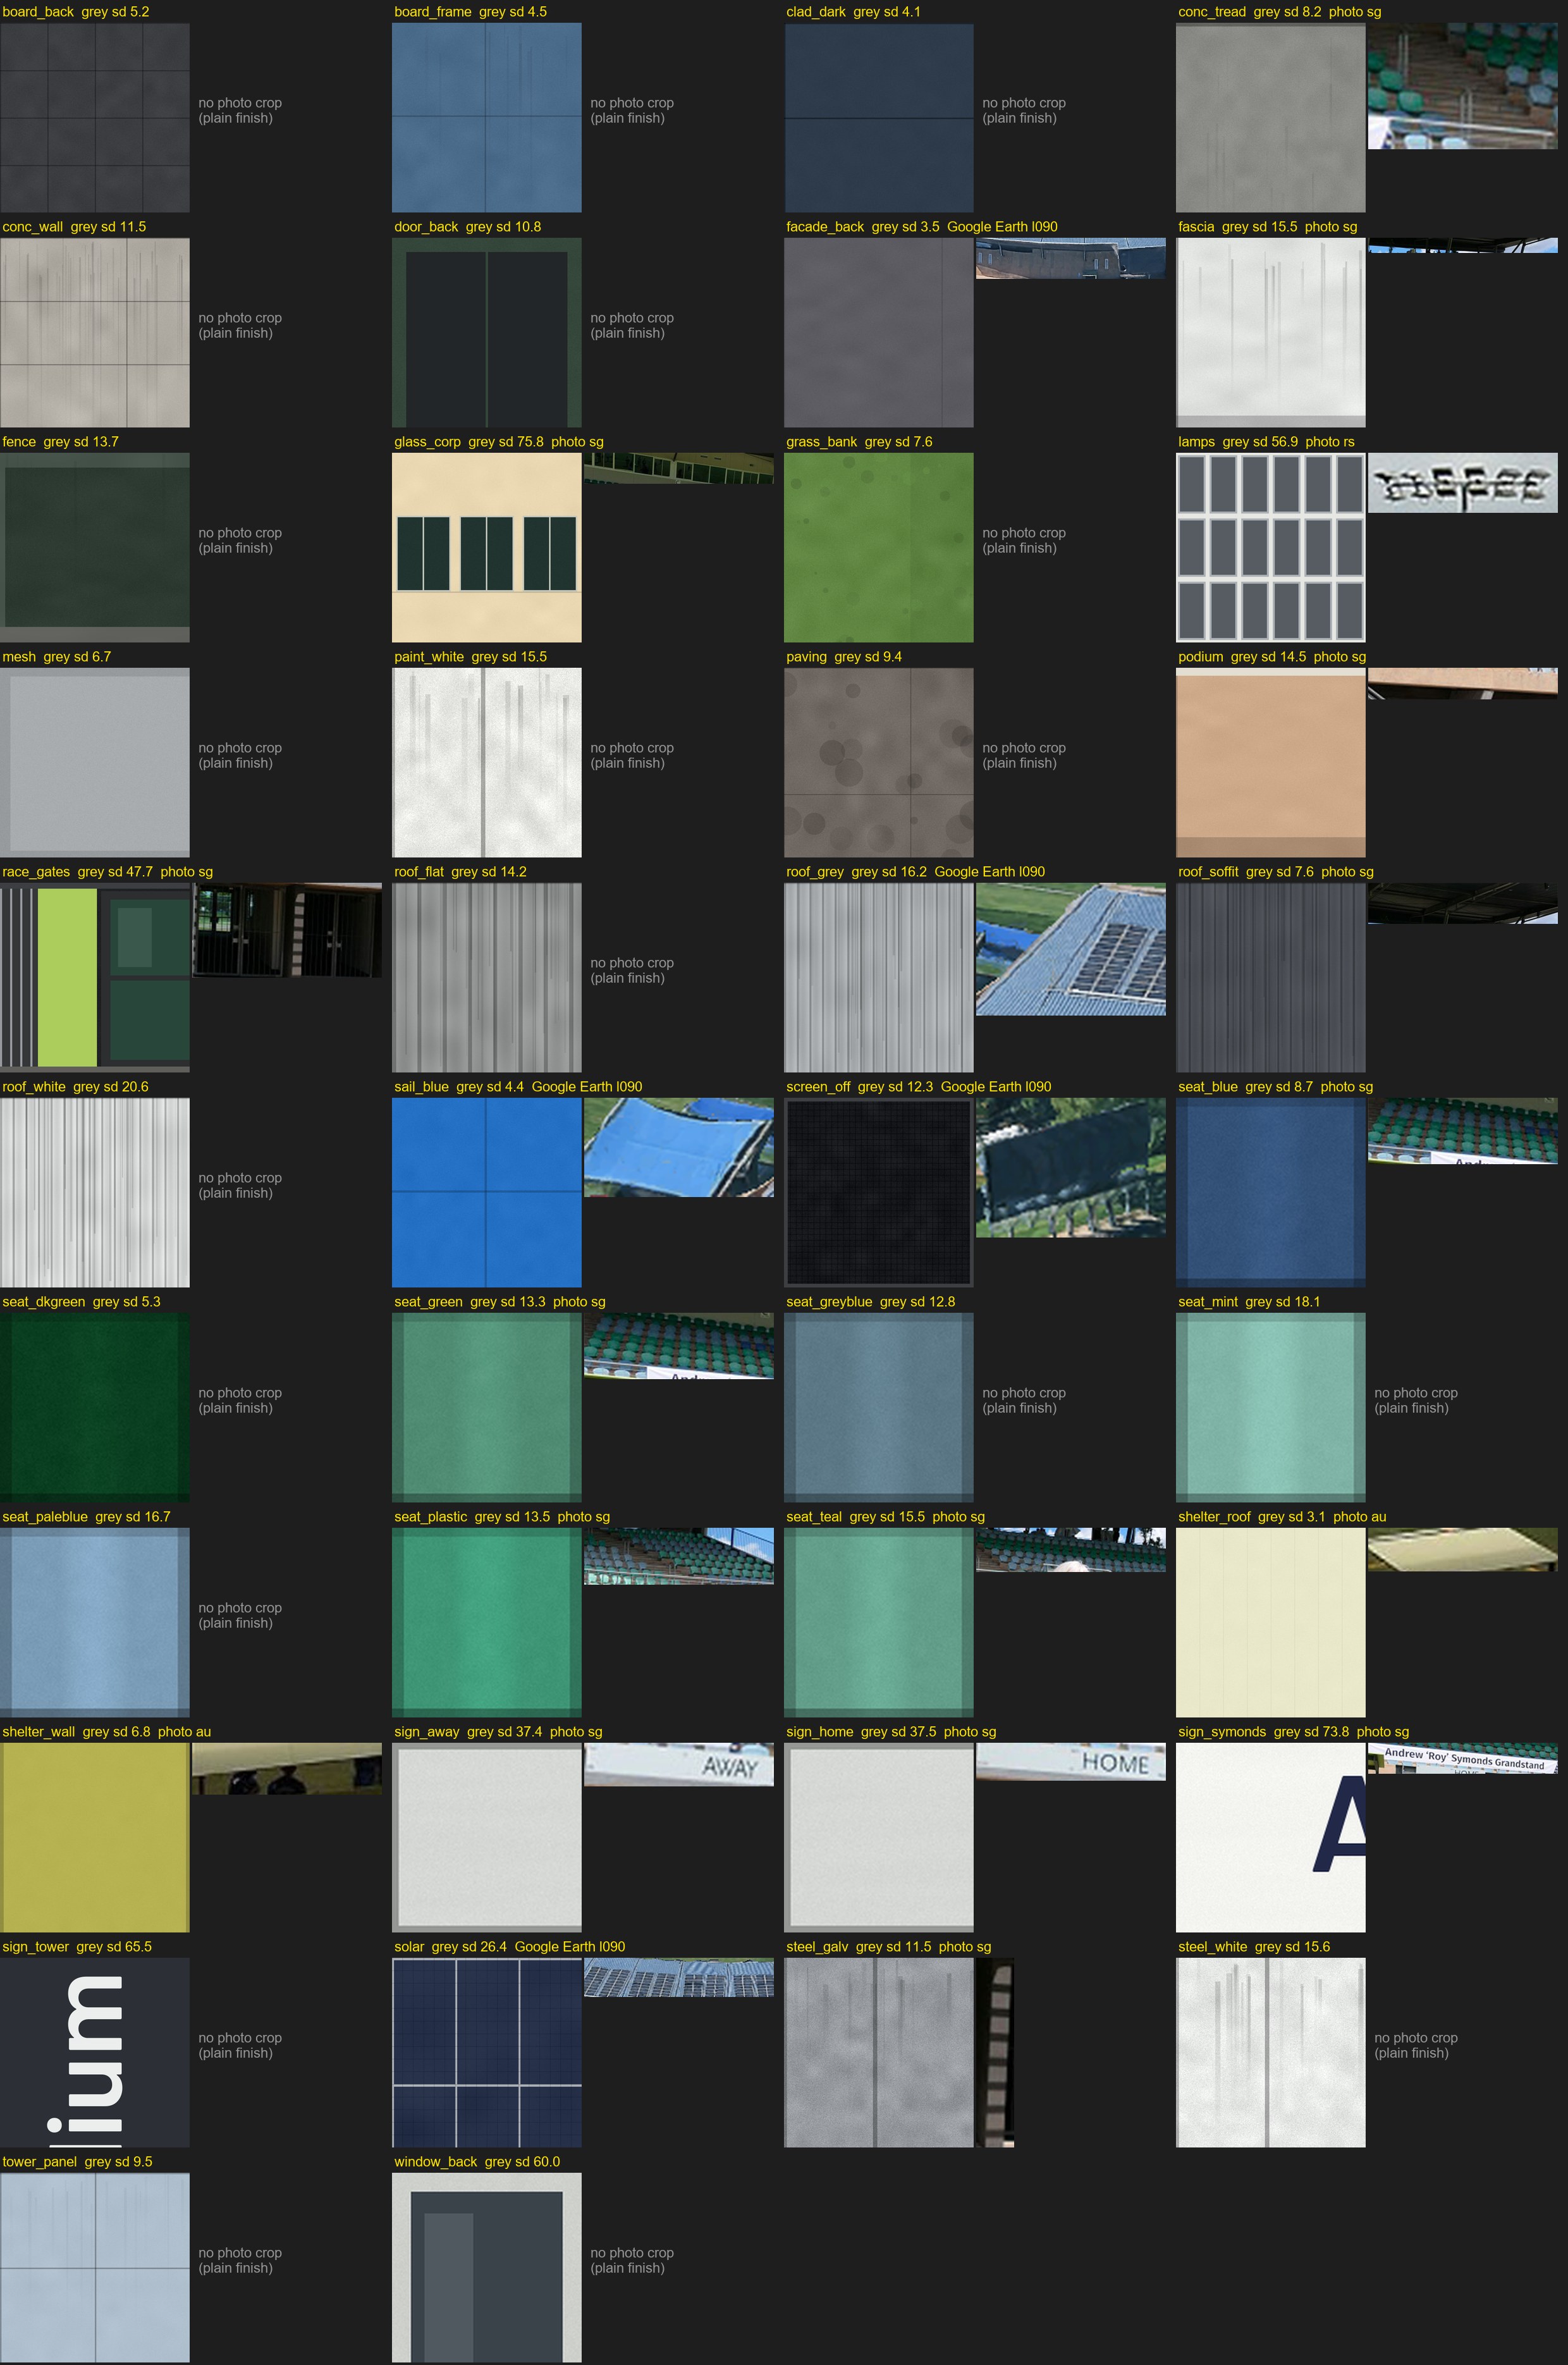 board_back grey sd 5.2
board_frame grey sd 4.5
clad_dark grey sd 4.1
conc_tread grey sd 8.2 photo sg
no photo crop
(plain finish)
no photo crop
(plain finish)
no photo crop
(plain finish)
conc_wall grey sd 11.5
door_back grey sd 10.8
facade_back grey sd 3.5 Google Earth l090
fascia grey sd 15.5 photo sg
no photo crop
(plain finish)
no photo crop
(plain finish)
fence grey sd 13.7
glass_corp grey sd 75.8 photo sg
grass_bank grey sd 7.6
lamps grey sd 56.9 photo rs
no photo crop
(plain finish)
no photo crop
(plain finish)
mesh grey sd 6.7
paint_white grey sd 15.5
paving grey sd 9.4
podium grey sd 14.5 photo sg
no photo crop
(plain finish)
no photo crop
(plain finish)
no photo crop
(plain finish)
race_gates grey sd 47.7 photo sg
roof_flat grey sd 14.2
roof_grey grey sd 16.2 Google Earth l090
roof_soffit grey sd 7.6 photo sg
no photo crop
(plain finish)
roof_white grey sd 20.6
sail_blue grey sd 4.4 Google Earth l090
screen_off grey sd 12.3 Google Earth l090
seat_blue grey sd 8.7 photo sg
no photo crop
(plain finish)
seat_dkgreen grey sd 5.3
seat_green grey sd 13.3 photo sg
seat_greyblue grey sd 12.8
seat_mint grey sd 18.1
no photo crop
(plain finish)
no photo crop
(plain finish)
no photo crop
(plain finish)
seat_paleblue grey sd 16.7
seat_plastic grey sd 13.5 photo sg
seat_teal grey sd 15.5 photo sg
shelter_roof grey sd 3.1 photo au
no photo crop
(plain finish)
shelter_wall grey sd 6.8 photo au
sign_away grey sd 37.4 photo sg
sign_home grey sd 37.5 photo sg
sign_symonds grey sd 73.8 photo sg
AWAY
HOME
A
Andrew 'Roy' Symonds Grandstand
HOME
sign_tower grey sd 65.5
solar grey sd 26.4 Google Earth l090
steel_galv grey sd 11.5 photo sg
steel_white grey sd 15.6
ium
no photo crop
(plain finish)
no photo crop
(plain finish)
tower_panel grey sd 9.5
window_back grey sd 60.0
no photo crop
(plain finish)
no photo crop
(plain finish)